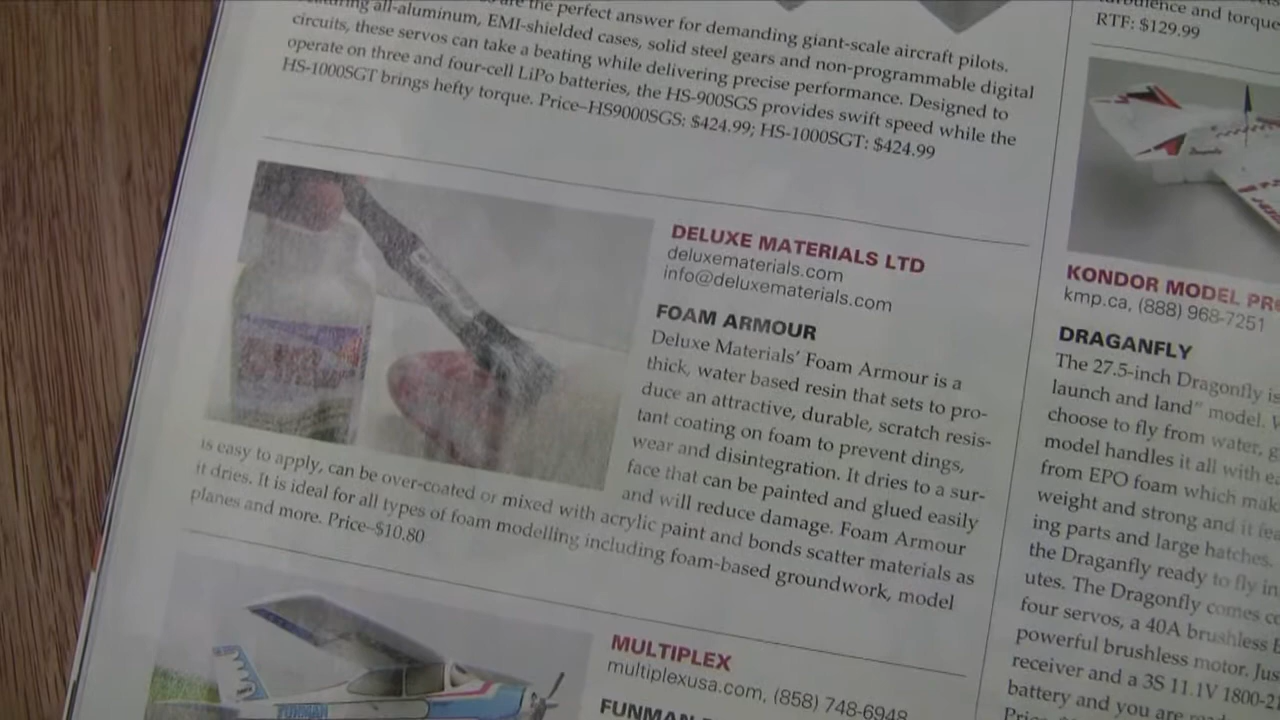 are the perfect answer for demanding giant-scale aircraft pilots.
all-aluminum, EMI-shielded cases, solid steel gears and non-programmable digital
circuits, these servos can take a beating while delivering precise performance. Designed to
operate on three and four-cell LiPo batteries, the HS-900SGS provides swift speed while the
HS-1000SGT brings hefty torque. Price–HS9000SGS: $424.99; HS-1000SGT: $424.99
DELUXE MATERIALS LTD
deluxematerials.com
info@deluxematerials.com
FOAM ARMOUR
Deluxe Materials' Foam Armour is a
thick, water based resin that sets to pro-
duce an attractive, durable, scratch resis-
tant coating on foam to prevent dings,
wear and disintegration. It dries to a sur-
face that can be painted and glued easily
and will reduce damage. Foam Armour
is easy to apply, can be over-coated or mixed with acrylic paint and bonds scatter materials as
it dries. It is ideal for all types of foam modelling including foam-based groundwork, model
planes and more. Price–$10.80
MULTIPLEX
multiplexusa.com, (858) 748-6948
FUNMAN
FUNMAN
and torque
RTF: $129.99
KONDOR MODEL
kmp.ca, (888) 968-7251
DRAGANFLY
The 27.5-inch Dragonfly is
launch and land" model.
choose to fly from water,
model handles it all with
from EPO foam which
weight and strong and it
ing parts and large hatches.
the Draganfly ready to fly in
utes. The Dragonfly comes
four servos, a 40A brushless
powerful brushless motor.
receiver and a 3S 11.1V
battery and you are